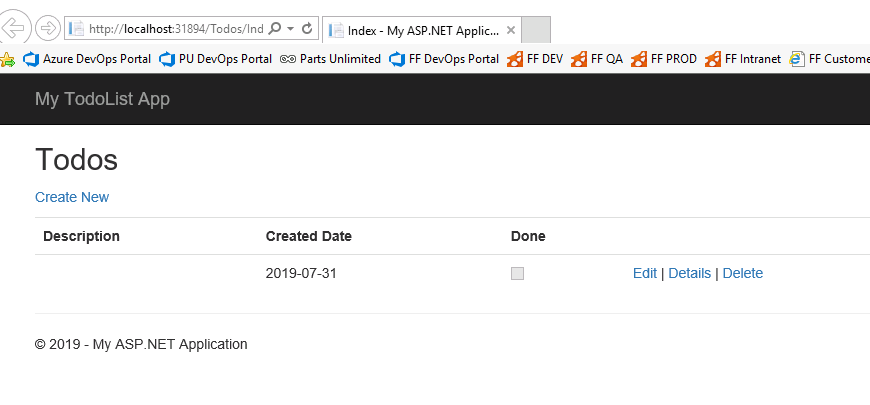 http://localhost:31894/Todos/Ind
Index - My ASP.NET Applic...
Azure DevOps Portal PU DevOps Portal Parts Unlimited FF DevOps Portal FF DEV FF QA FF PROD FF Intranet FF Custome
My TodoList App
Todos
Create New
Description Created Date Done
2019-07-31 Edit | Details | Delete
© 2019 - My ASP.NET Application